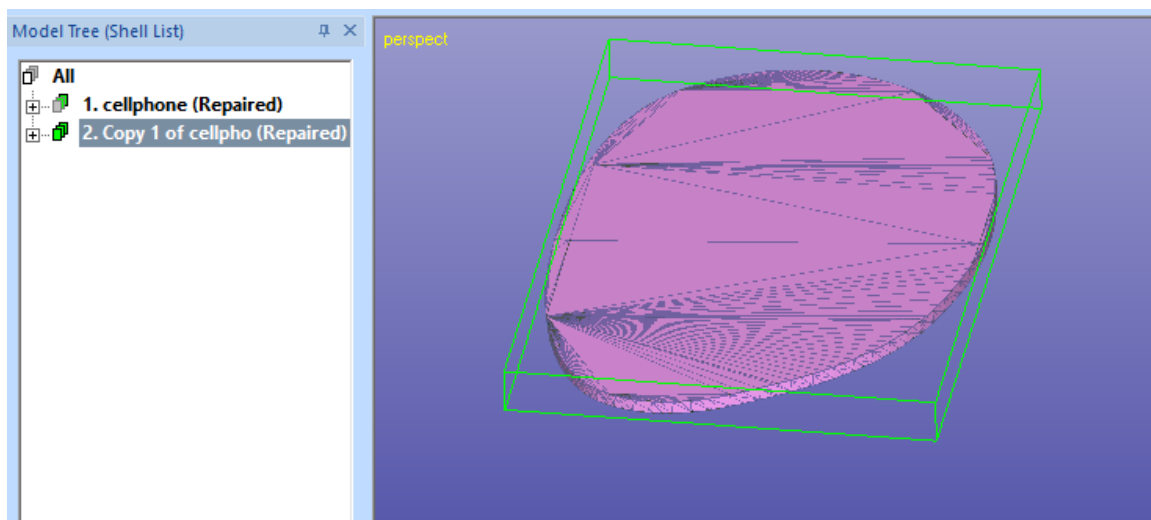 Model Tree (Shell List)
perspect
All
1. cellphone (Repaired)
2. Copy 1 of cellpho (Repaired)